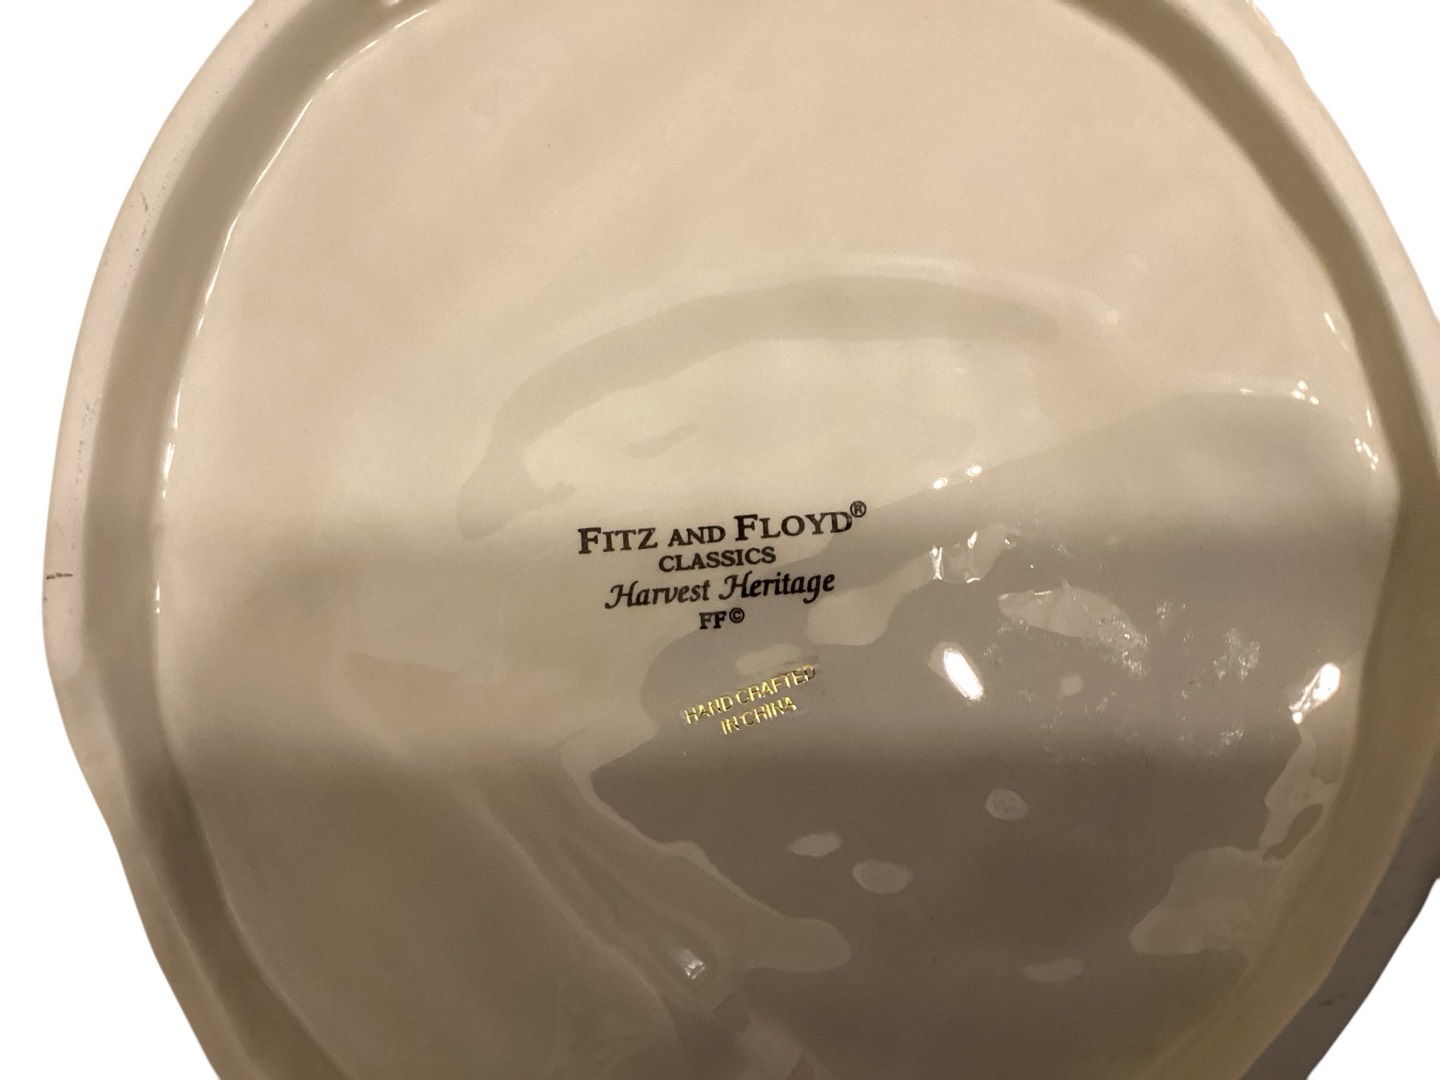 FITZ AND FLOYD®
CLASSICS
Harvest Heritage
FF©
HAND CRAFTED
IN CHINA